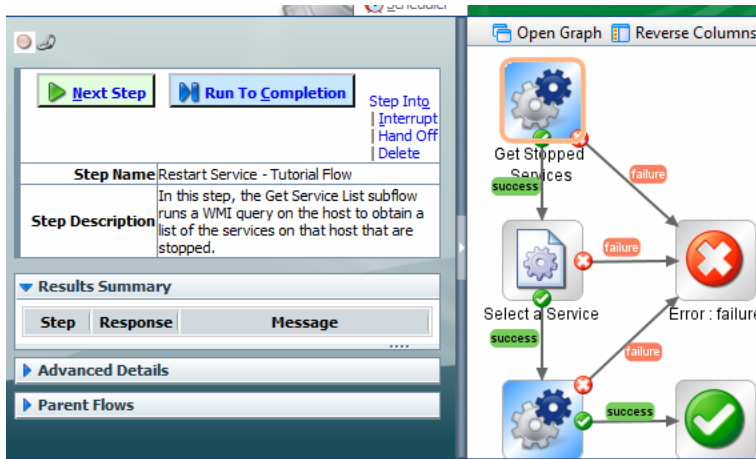 Scheduler
Next Step
Run To Completion
Step Into
| Interrupt
| Hand Off
| Delete
Step Name Restart Service - Tutorial Flow
Step Description In this step, the Get Service List subflow
runs a WMI query on the host to obtain a
list of the services on that host that are
stopped.
Results Summary
Step Response Message
Advanced Details
Parent Flows
Open Graph Reverse Columns
Get Stopped
Services
success
failure
failure
Select a Service
Error : failure
success
failure
success